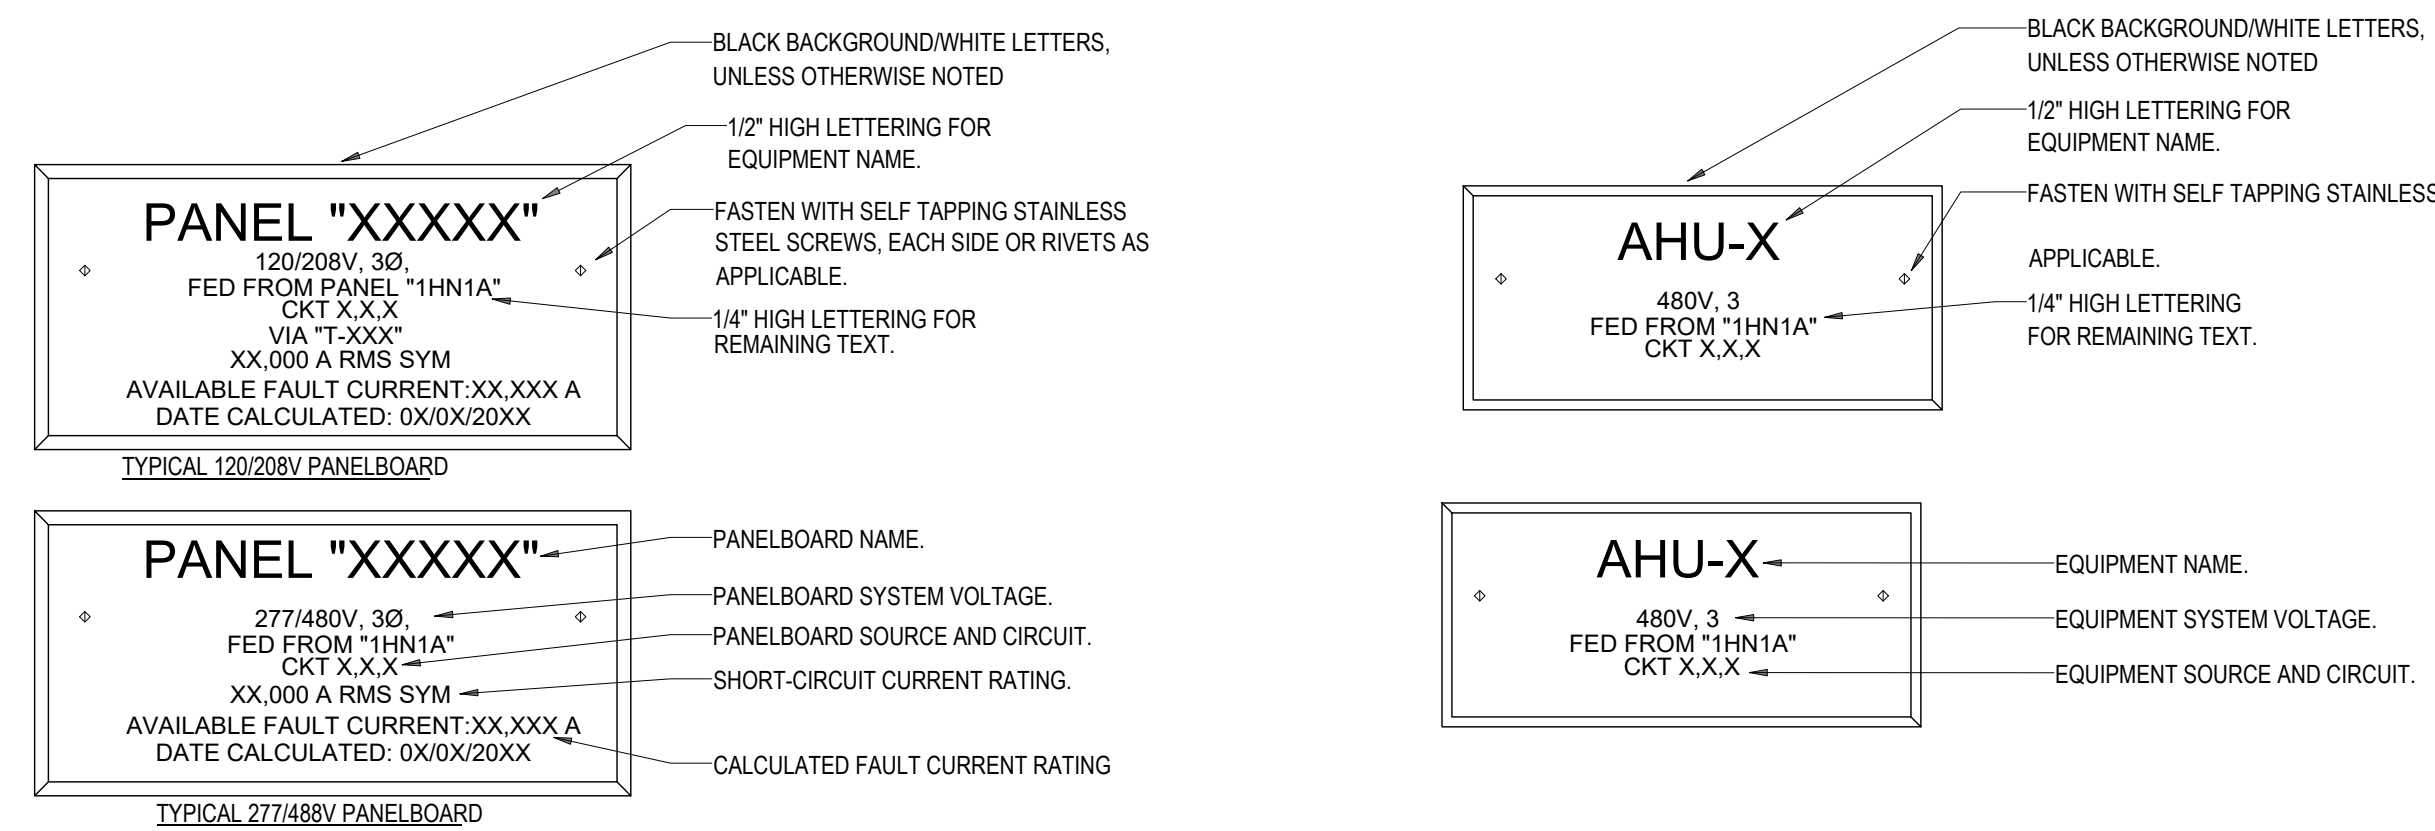 BLACK BACKGROUND/WHITE LETTERS,
UNLESS OTHERWISE NOTED
1/2" HIGH LETTERING FOR
EQUIPMENT NAME.
FASTEN WITH SELF TAPPING STAINLESS
STEEL SCREWS, EACH SIDE OR RIVETS AS
APPLICABLE.
1/4" HIGH LETTERING FOR
REMAINING TEXT.
PANEL "XXXXX"
120/208V, 3Ø,
FED FROM PANEL "1HN1A"
CKT X,X,X
VIA "T-XXX"
XX,000 A RMS SYM
AVAILABLE FAULT CURRENT:XX,XXX A
DATE CALCULATED: 0X/0X/20XX
TYPICAL 120/208V PANELBOARD
PANEL "XXXXX"
277/480V, 3Ø,
FED FROM "1HN1A"
CKT X,X,X
XX,000 A RMS SYM
AVAILABLE FAULT CURRENT:XX,XXX A
DATE CALCULATED: 0X/0X/20XX
TYPICAL 277/488V PANELBOARD
PANELBOARD NAME.
PANELBOARD SYSTEM VOLTAGE.
PANELBOARD SOURCE AND CIRCUIT.
SHORT-CIRCUIT CURRENT RATING.
CALCULATED FAULT CURRENT RATING
BLACK BACKGROUND/WHITE LETTERS,
UNLESS OTHERWISE NOTED
1/2" HIGH LETTERING FOR
EQUIPMENT NAME.
FASTEN WITH SELF TAPPING STAINLESS
APPLICABLE.
1/4" HIGH LETTERING
FOR REMAINING TEXT.
AHU-X
480V, 3
FED FROM "1HN1A"
CKT X,X,X
AHU-X
480V, 3
FED FROM "1HN1A"
CKT X,X,X
EQUIPMENT NAME.
EQUIPMENT SYSTEM VOLTAGE.
EQUIPMENT SOURCE AND CIRCUIT.